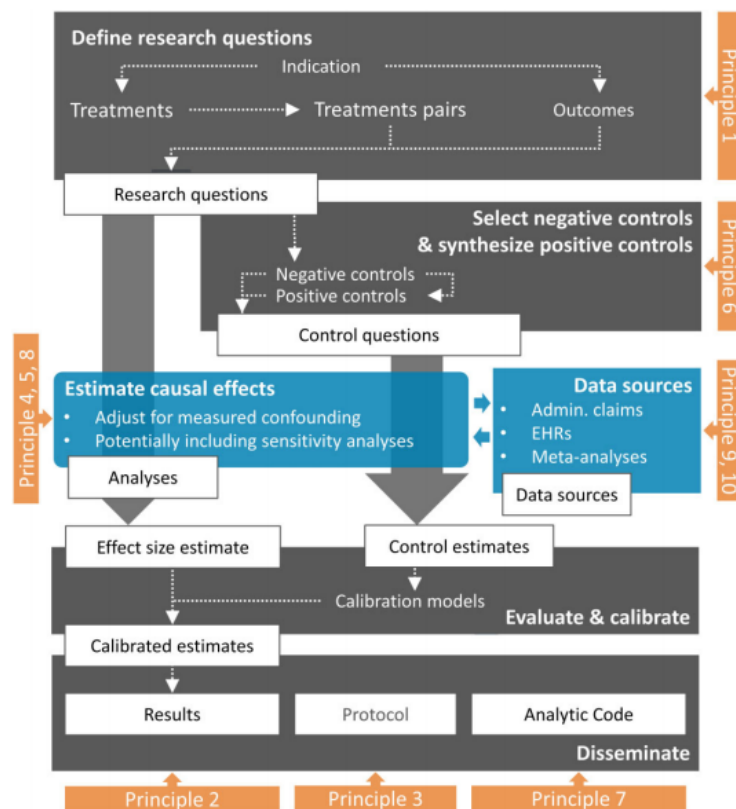 Define research questions
Indication
Treatments
Treatments pairs
Outcomes
Principle 1
Research questions
Select negative controls
& synthesize positive controls
Negative controls
Positive controls
Principle 6
Control questions
Principle 4, 5, 8
Estimate causal effects
• Adjust for measured confounding
• Potentially including sensitivity analyses
Analyses
Data sources
• Admin. claims
• EHRs
• Meta-analyses
Data sources
Principle 9, 10
Effect size estimate
Control estimates
Calibration models
Evaluate & calibrate
Calibrated estimates
Results
Protocol
Analytic Code
Disseminate
Principle 2
Principle 3
Principle 7